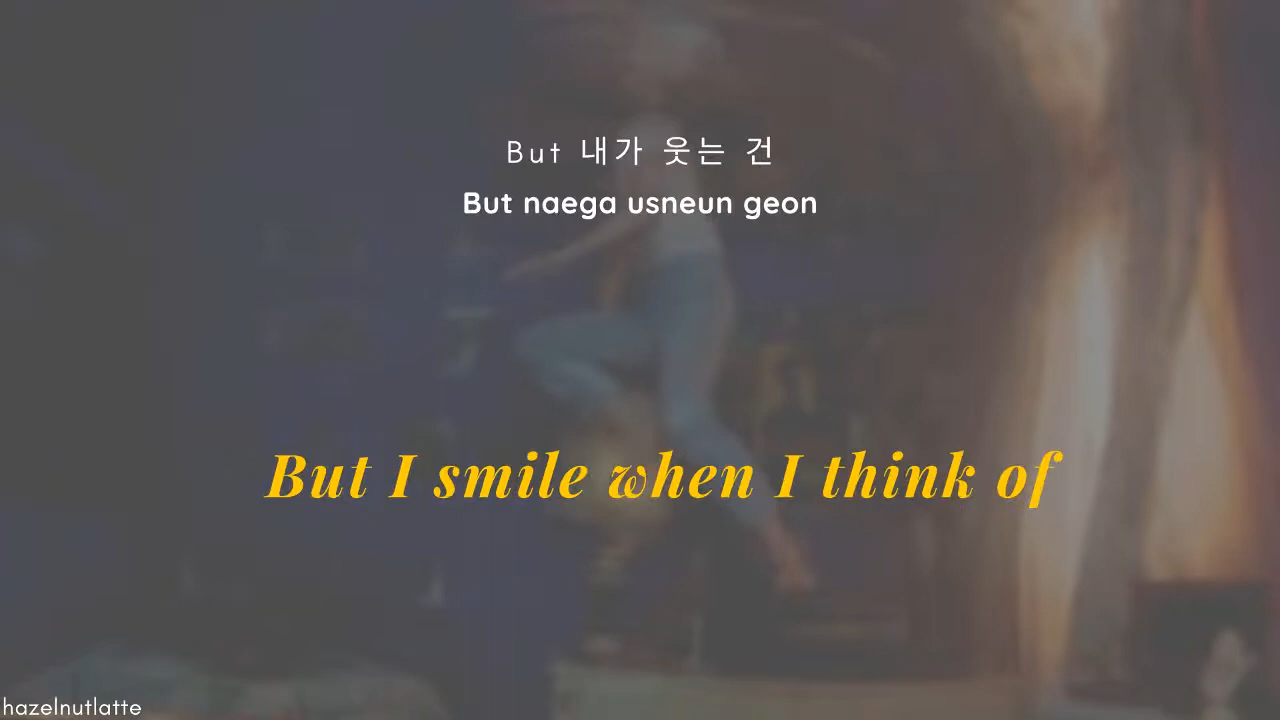 But 내가 웃는 건
But naega usneun geon
But I smile when I think of
hazelnutlatte